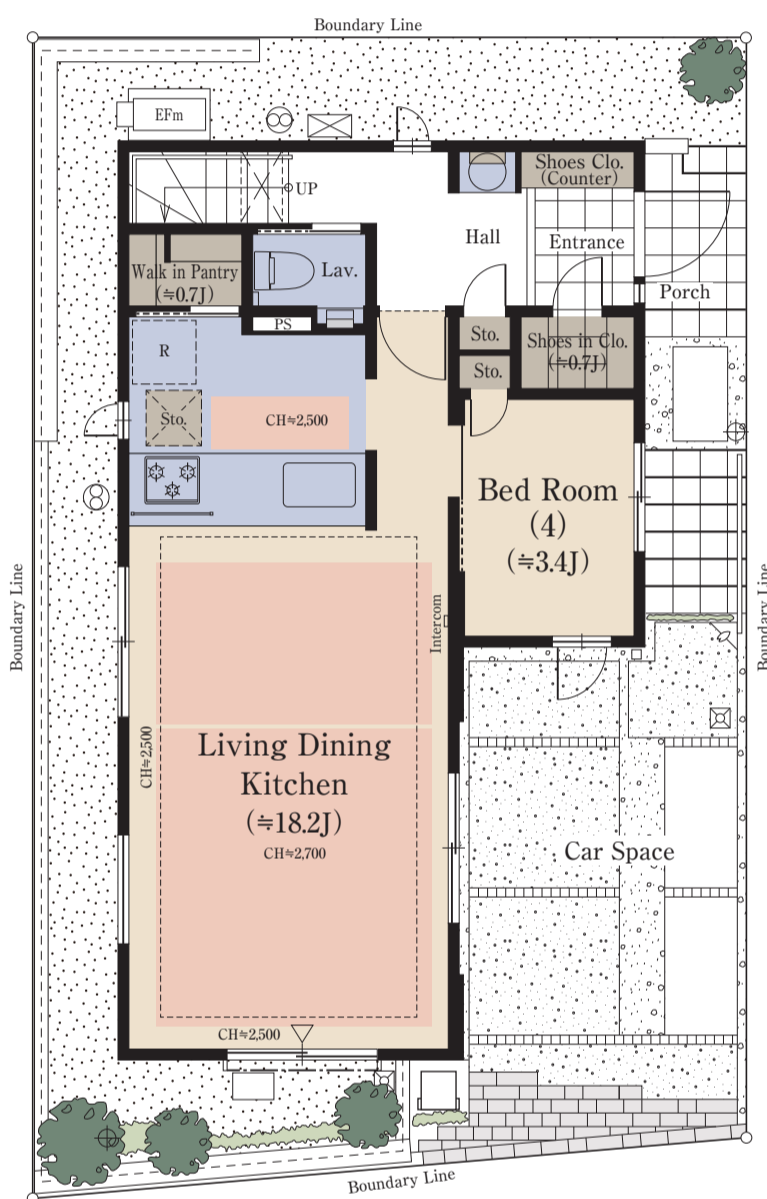 Boundary Line
EFm
UP
Shoes Clo.
(Counter)
Hall
Entrance
Walk in Pantry
(≒0.7J)
Lav.
Porch
PS
R
Sto.
Shoes in Clo.
(≒0.7J)
Sto.
Sto.
CH≒2,500
Bed Room
(4)
(≒3.4J)
Boundary Line
Boundary Line
Intercom
CH≒2,500
Living Dining
Kitchen
(≒18.2J)
CH≒2,700
Car Space
CH≒2,500
Boundary Line